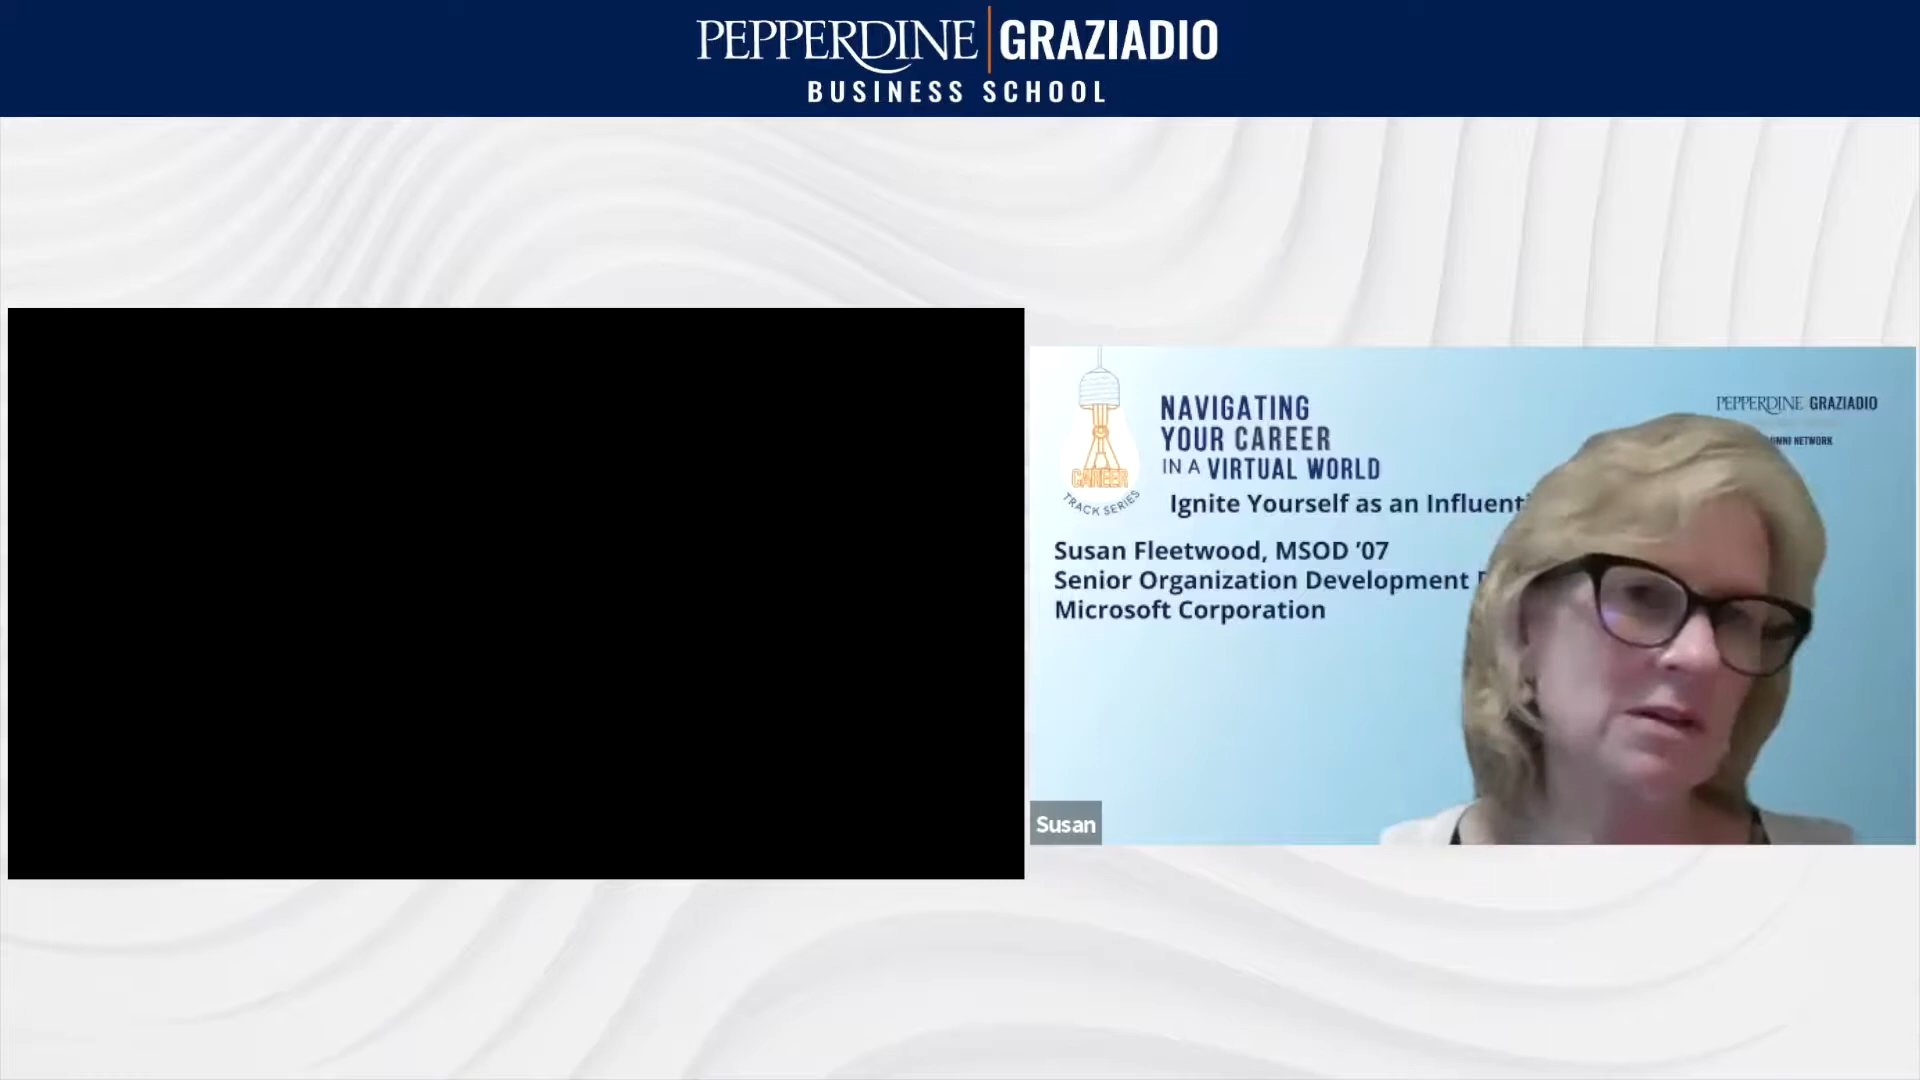 PEPPERDINE GRAZIADIO
BUSINESS SCHOOL
CAREER
TRACK SERIES
NAVIGATING
YOUR CAREER
IN A VIRTUAL WORLD
Ignite Yourself as an
Susan Fleetwood, MSOD '07
Senior Organization Development
Microsoft Corporation
PEPPERDINE GRAZIADIO
NETWORK
Susan